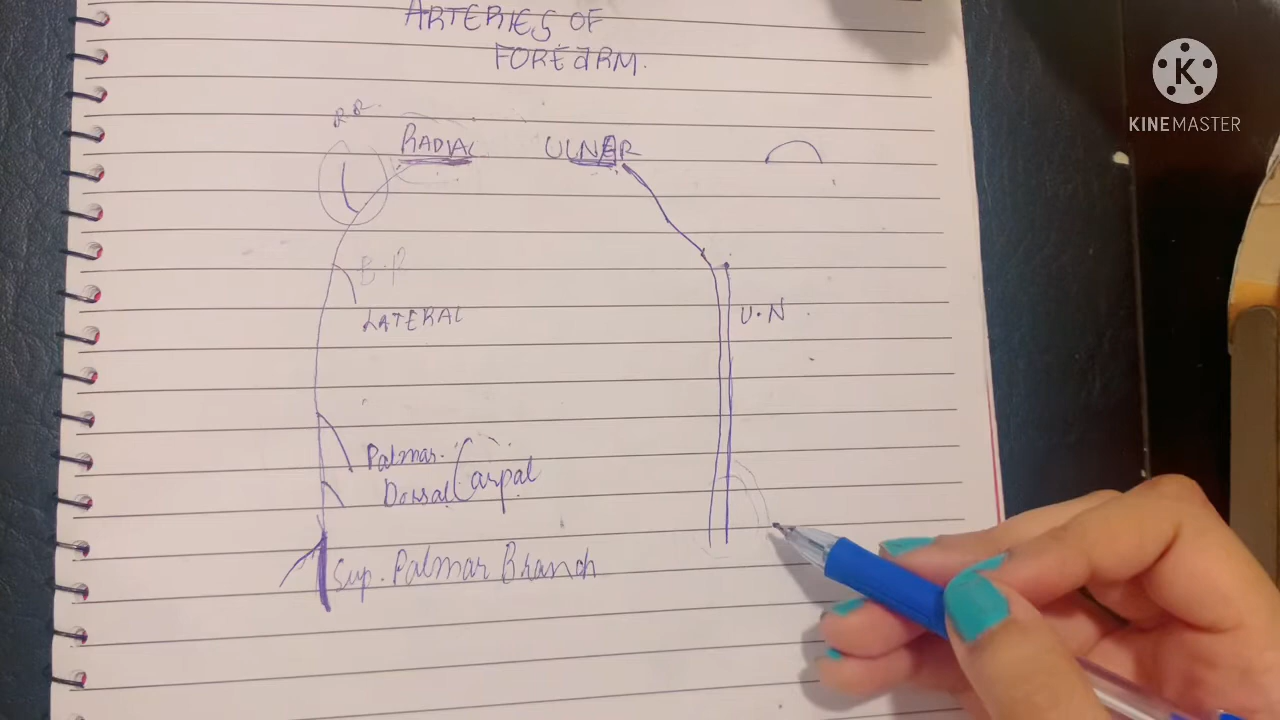 ARTERIES OF
FOREARM.
R.R.
RADIAL ULNAR
KINEMASTER
B.P
LATERAL
U.N
Palmar.
Dorsal Carpal
Sup. Palmar Branch